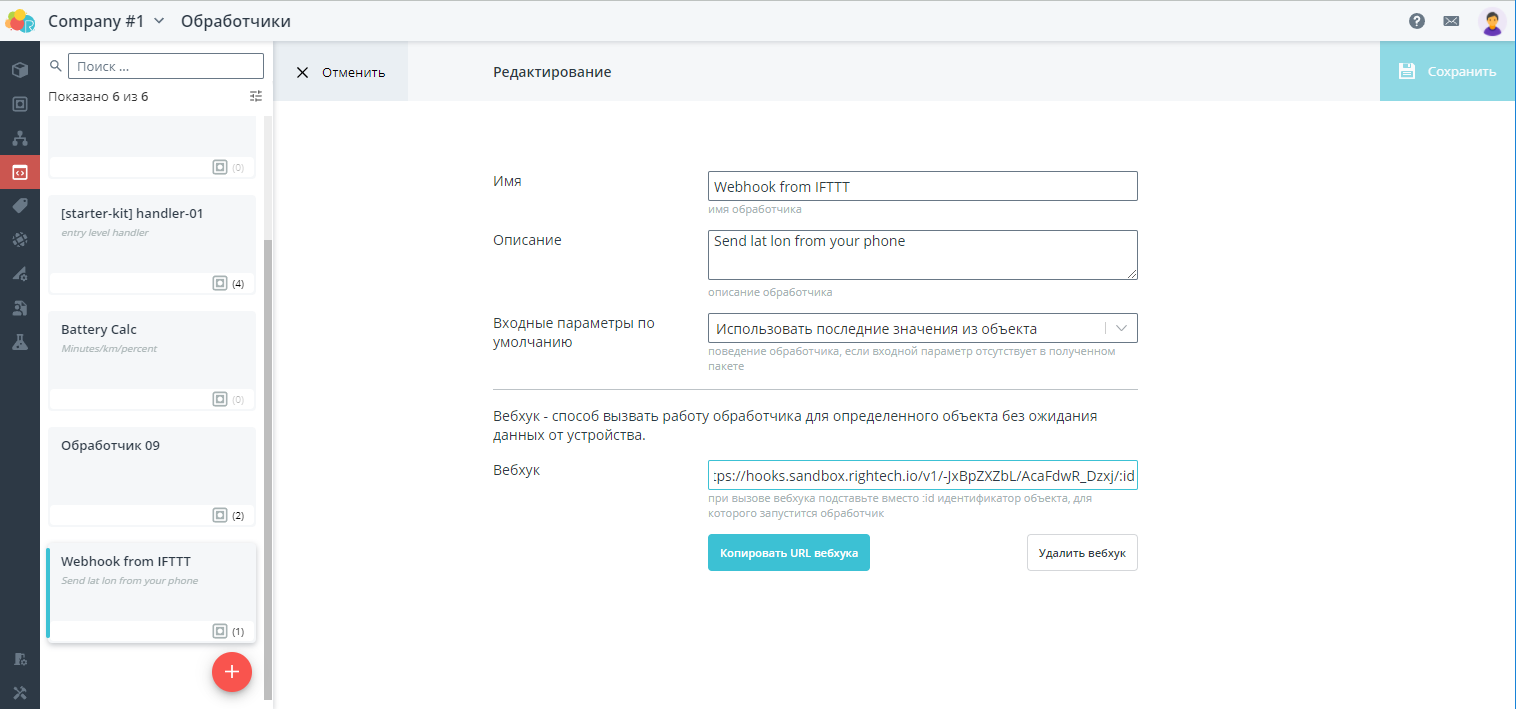 Company #1
Обработчики
Поиск ...
Показано 6 из 6
(0)
[starter-kit] handler-01
entry level handler
(4)
Battery Calc
Minutes/km/percent
(0)
Обработчик 09
(2)
Webhook from IFTTT
Send lat lon from your phone
(1)
Отменить
Редактирование
Сохранить
Имя
Webhook from IFTTT
имя обработчика
Описание
Send lat lon from your phone
описание обработчика
Входные параметры по
умолчанию
Использовать последние значения из объекта
поведение обработчика, если входной параметр отсутствует в полученном
пакете
Вебхук - способ вызвать работу обработчика для определенного объекта без ожидания
данных от устройства.
Вебхук
tps://hooks.sandbox.rightech.io/v1/-JxBpZXZbL/AcaFdwR_Dzxj/:id
при вызове вебхука подставьте вместо :id идентификатор объекта, для
которого запустится обработчик
Копировать URL вебхука
Удалить вебхук